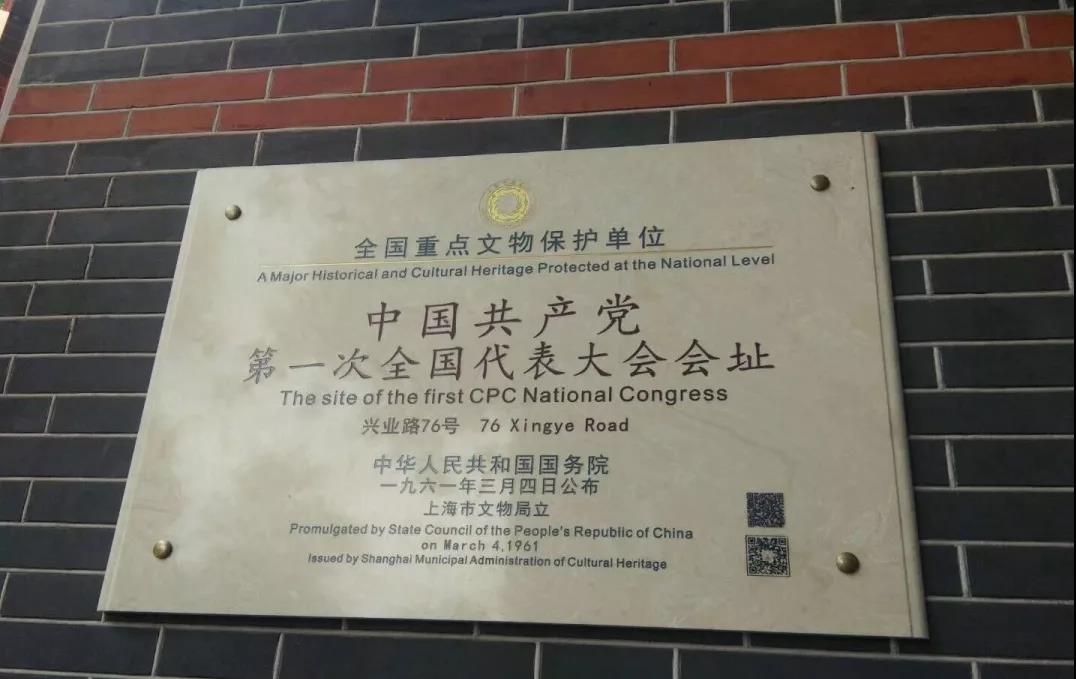 全国重点文物保护单位
A Major Historical and Cultural Heritage Protected at the National Level
中国共产党
第一次全国代表大会会址
The site of the first CPC National Congress
兴业路76号 76 Xingye Road
中华人民共和国国务院
一九六一年三月四日公布
上海市文物局立
Promulgated by State Council of the People's Republic of China
on March 4,1961
Issued by Shanghai Municipal Administration of Cultural Heritage